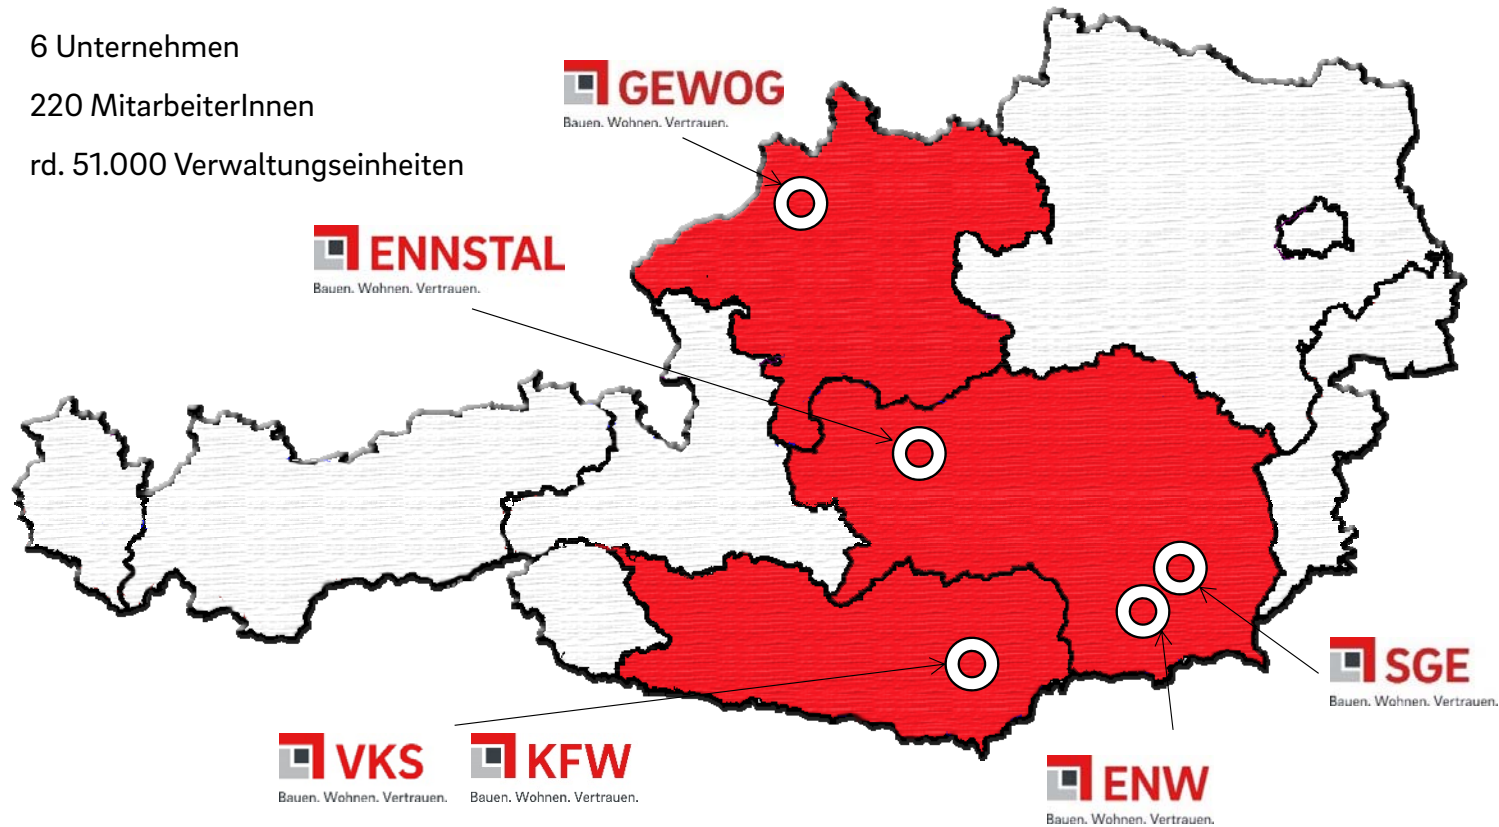 6 Unternehmen
220 MitarbeiterInnen
rd. 51.000 Verwaltungseinheiten
GEWOG
Bauen. Wohnen. Vertrauen.
ENNSTAL
Bauen. Wohnen. Vertrauen.
SGE
Bauen. Wohnen. Vertrauen.
VKS
Bauen. Wohnen. Vertrauen.
KFW
Bauen. Wohnen. Vertrauen.
ENW
Bauen. Wohnen. Vertrauen.